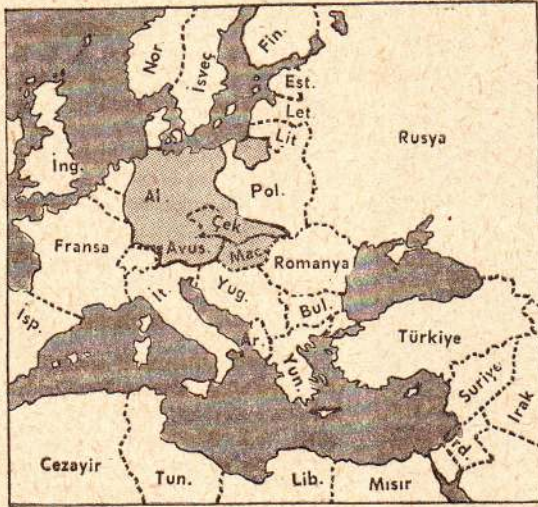 Nor
İsveç
Fin.
Est.
Let.
Lit
Rusya
İng.
Al.
Pol.
Çek
Fransa
Avus.
Mac.
Romanya
İt.
Yug.
Bul.
İsp.
Ar.
Yun.
Türkiye
Suriye
Irak
Cezayir
Tun.
Lib.
Mısır